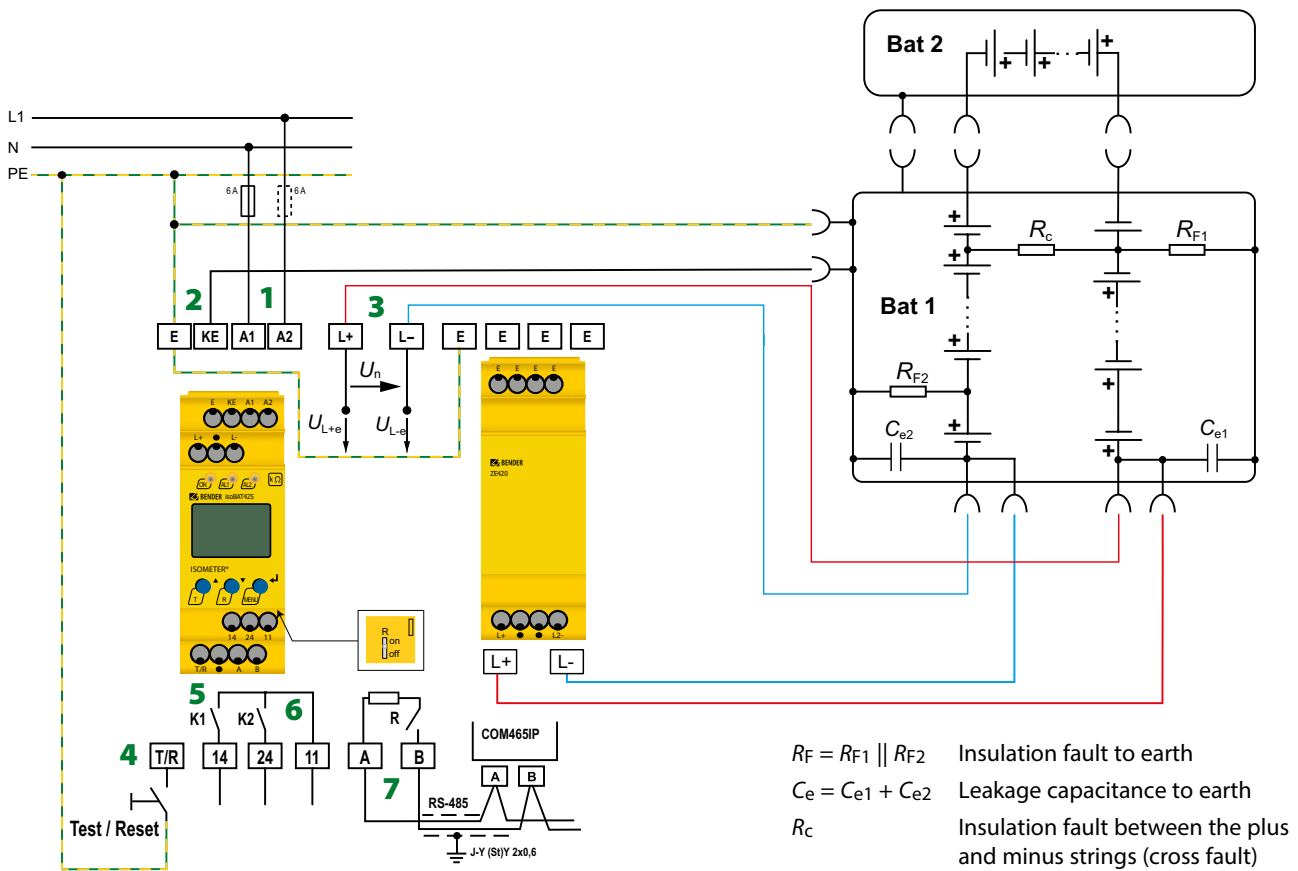 Bat 2
+
+
+
L1
N
PE
6 A
6 A
+
Rc
RF1
+
+
2
1
3
Bat 1
E
KE
A1
A2
L+
L–
E
E
E
E
Un
+
+
RF2
UL+e
UL-e
+
+
Ce2
Ce1
E KE A1 A2
L+ L-
ON AL1 AL2 kΩ
BENDER isoBAT425
ISOMETER®
T R MENU
14 24 11
T/R A B
E E E E
BENDER
ZE420
L+ L2-
L+
L-
R
on
off
5
6
K1
K2
R
4
T/R
14
24
11
A
B
7
COM465IP
A
B
RS-485
Test / Reset
J-Y (St)Y 2x0,6
RF = RF1 || RF2 Insulation fault to earth
Ce = Ce1 + Ce2 Leakage capacitance to earth
Rc Insulation fault between the plus
and minus strings (cross fault)